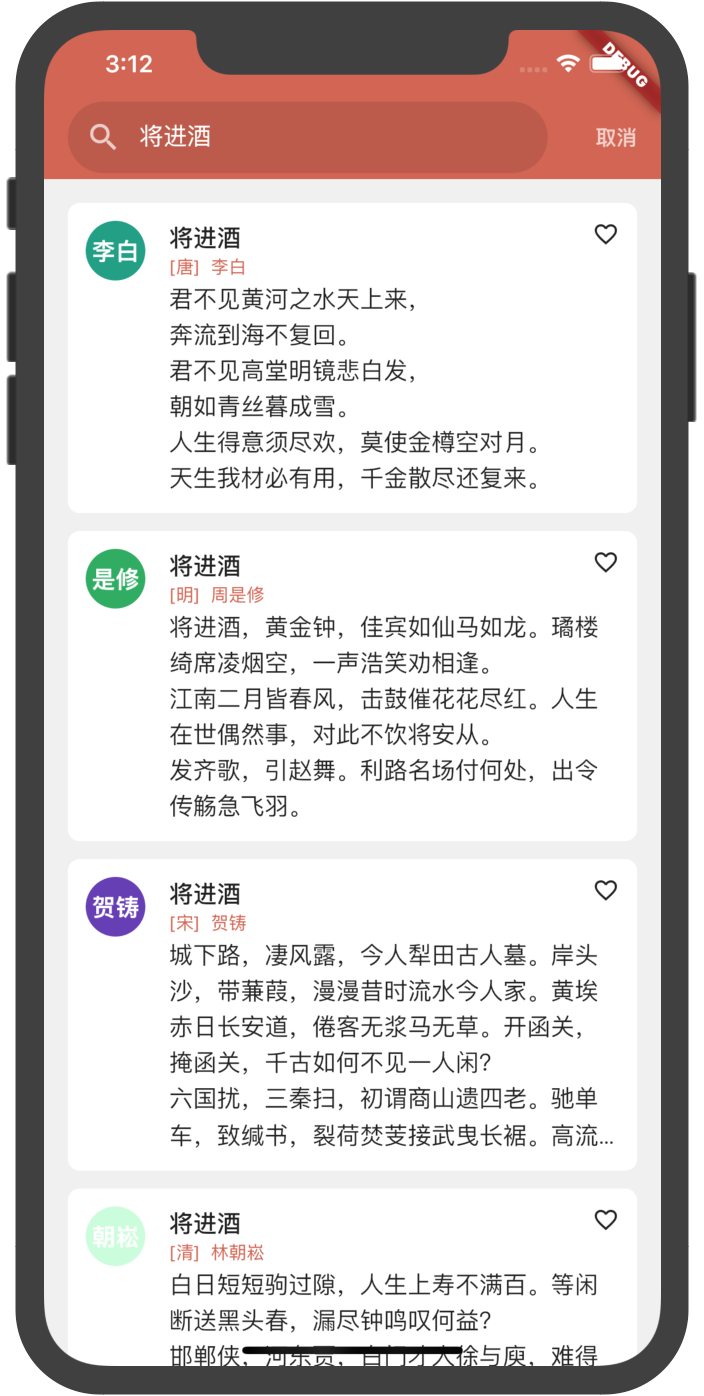 3:12
DEBUG
将进酒
取消
李白
将进酒
[唐] 李白
君不见黄河之水天上来，
奔流到海不复回。
君不见高堂明镜悲白发，
朝如青丝暮成雪。
人生得意须尽欢，莫使金樽空对月。
天生我材必有用，千金散尽还复来。
是修
将进酒
[明] 周是修
将进酒，黄金钟，佳宾如仙马如龙。璚楼
绮席凌烟空，一声浩笑劝相逢。
江南二月皆春风，击鼓催花花尽红。人生
在世偶然事，对此不饮将安从。
发齐歌，引赵舞。利路名场付何处，出令
传觞急飞羽。
贺铸
将进酒
[宋] 贺铸
城下路，凄风露，今人犁田古人墓。岸头
沙，带蒹葭，漫漫昔时流水今人家。黄埃
赤日长安道，倦客无浆马无草。开函关，
掩函关，千古如何不见一人闲？
六国扰，三秦扫，初谓商山遗四老。驰单
车，致缄书，裂荷焚芰接武曳长裾。高流...
朝崧
将进酒
[清] 林朝崧
白日短短驹过隙，人生上寿不满百。等闲
断送黑头春，漏尽钟鸣叹何益？
邯郸侠，河东贾，白门才人徐与庾，难得